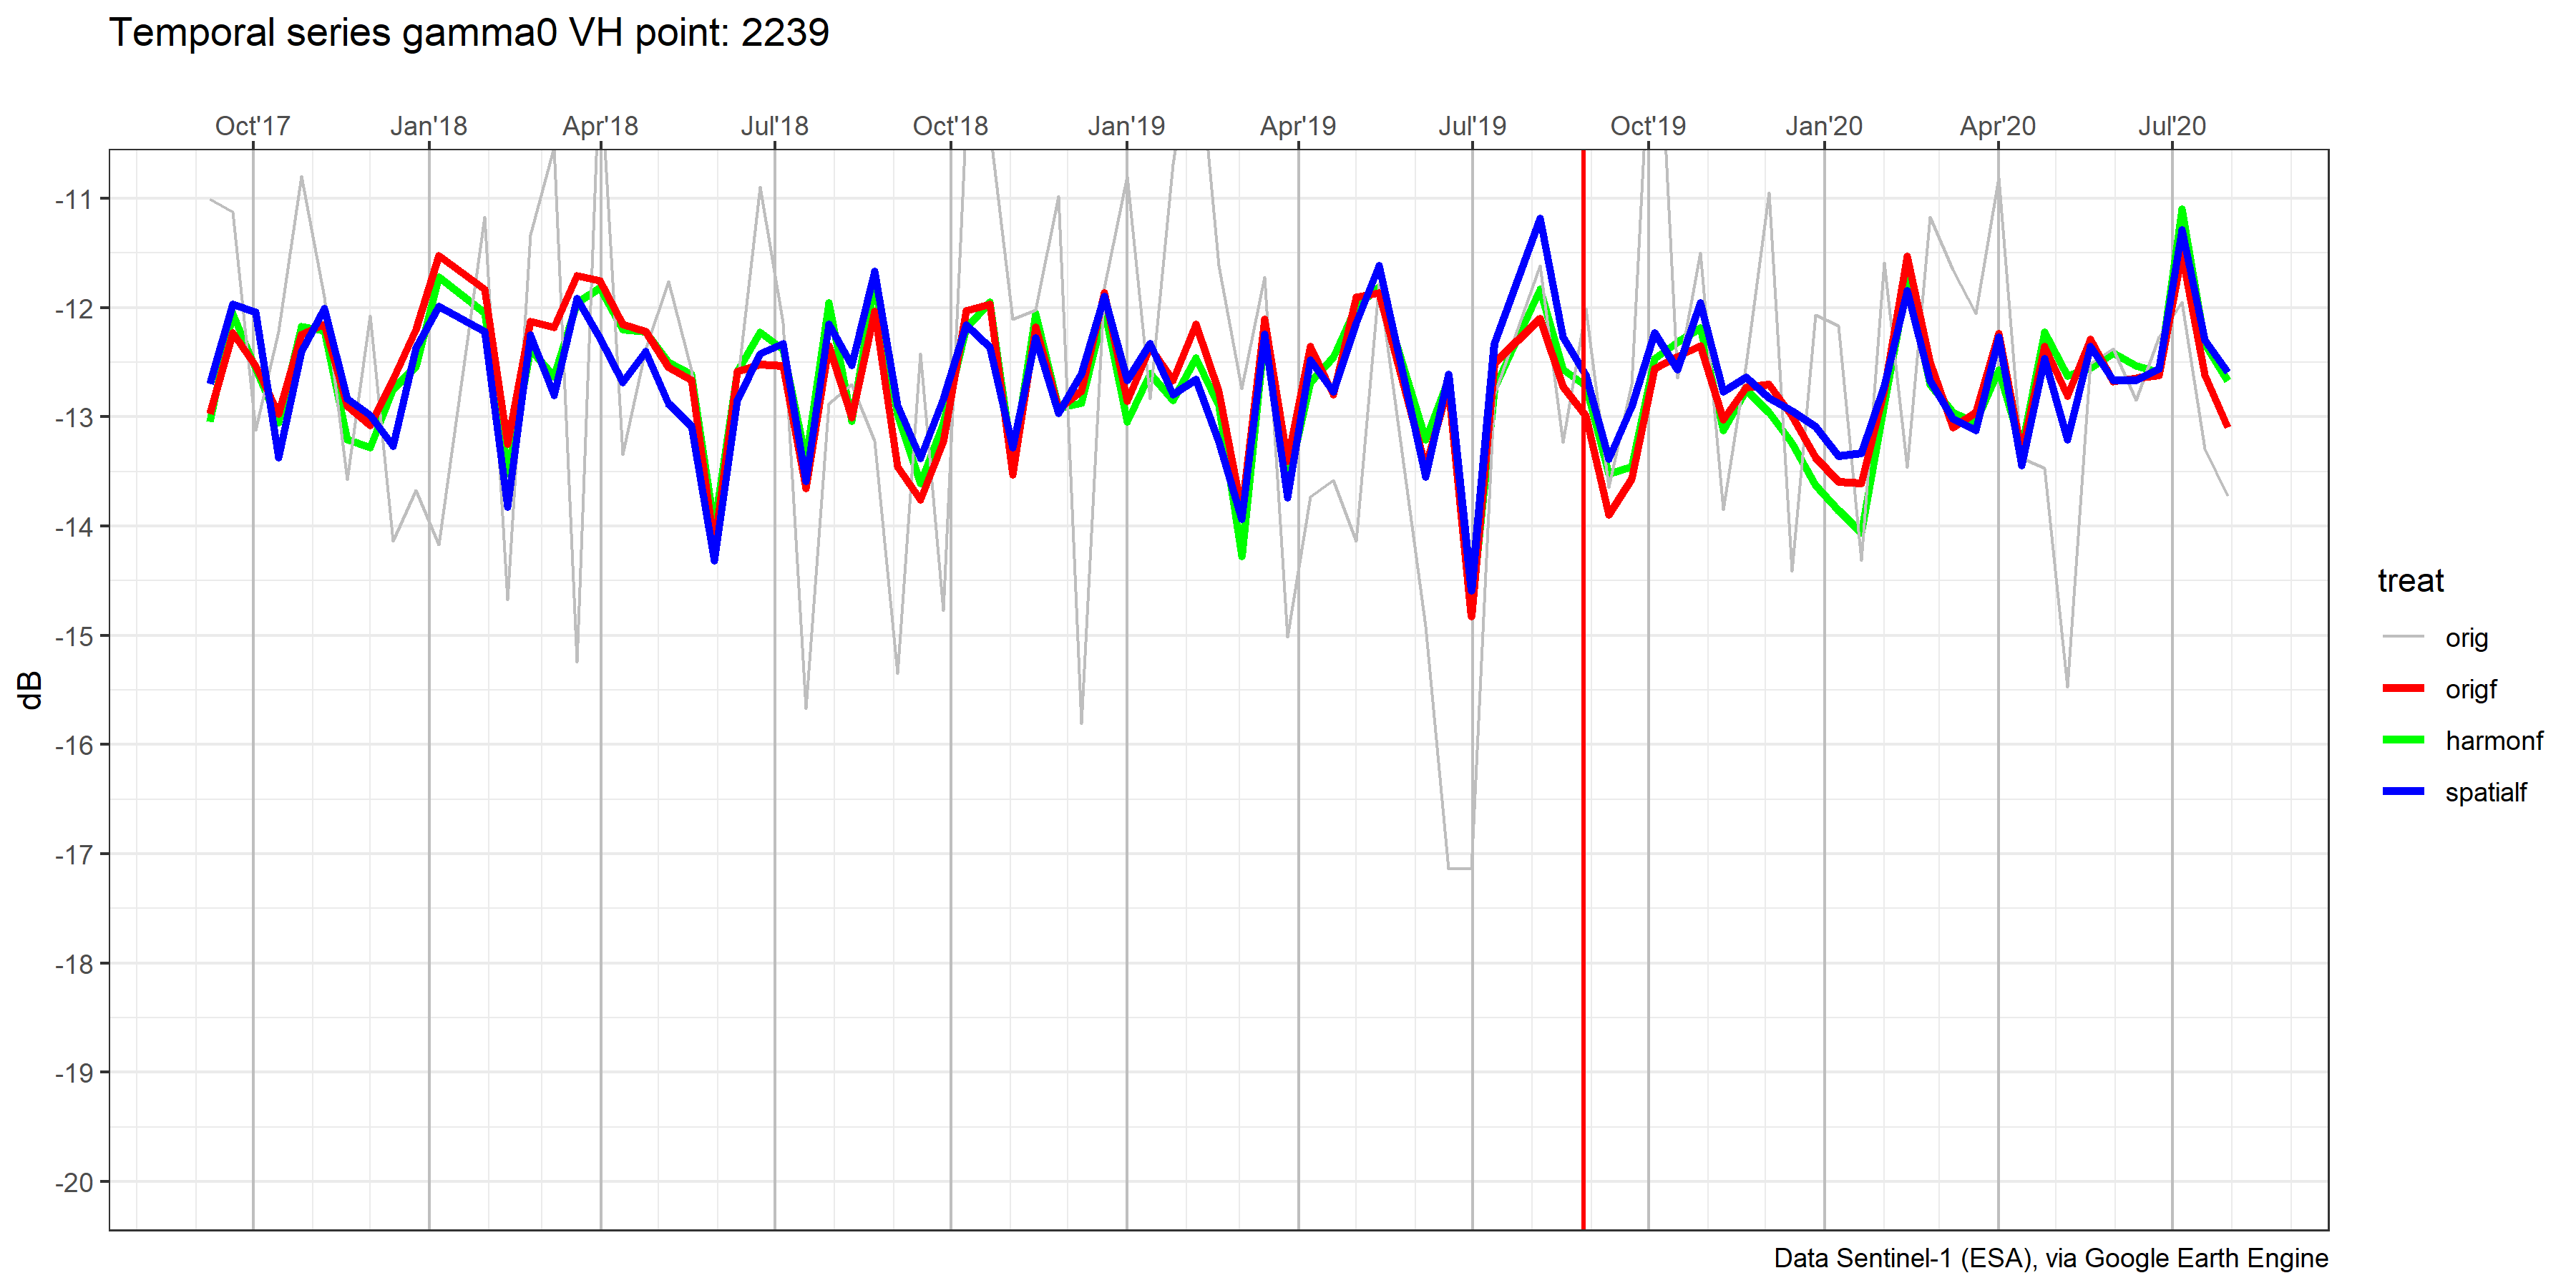 Temporal series gamma0 VH point: 2239
Oct'17 Jan'18 Apr'18 Jul'18 Oct'18 Jan'19 Apr'19 Jul'19 Oct'19 Jan'20 Apr'20 Jul'20
-11
-12
-13
-14
-15
-16
-17
-18
-19
-20
dB
treat
orig
origf
harmonf
spatialf
Data Sentinel-1 (ESA), via Google Earth Engine